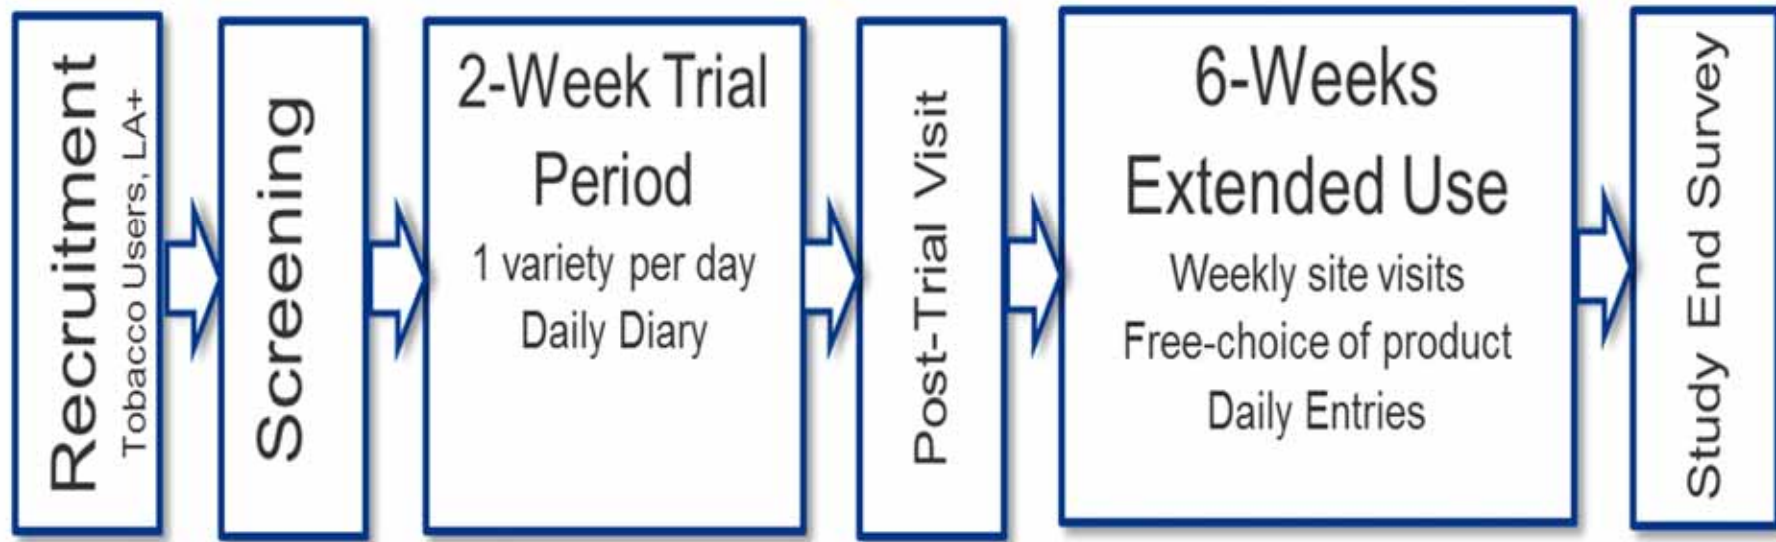 Recruitment
Tobacco Users, LA+
Screening
2-Week Trial
Period
1 variety per day
Daily Diary
Post-Trial Visit
6-Weeks
Extended Use
Weekly site visits
Free-choice of product
Daily Entries
Study End Survey